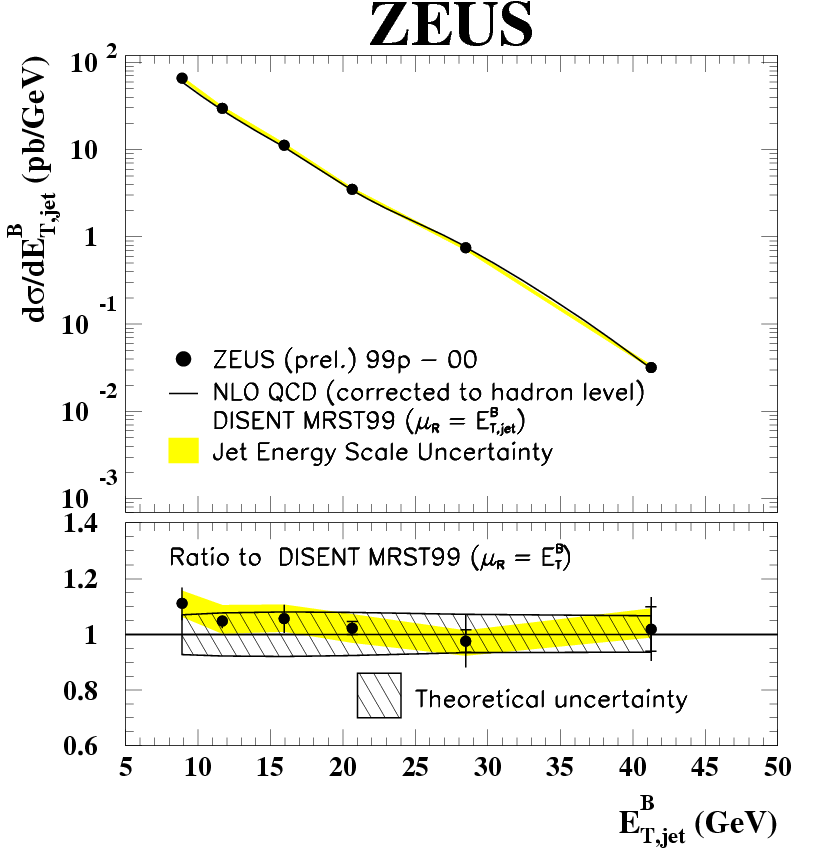 ZEUS
dσ/dE^B_T,jet (pb/GeV)
10^2
10
1
10^-1
10^-2
10^-3
ZEUS (prel.) 99p − 00
NLO QCD (corrected to hadron level)
DISENT MRST99 (μ_R = E^B_T,jet)
Jet Energy Scale Uncertainty
1.4
1.2
1
0.8
0.6
Ratio to DISENT MRST99 (μ_R = E^B_T)
Theoretical uncertainty
5 10 15 20 25 30 35 40 45 50
E^B_T,jet (GeV)